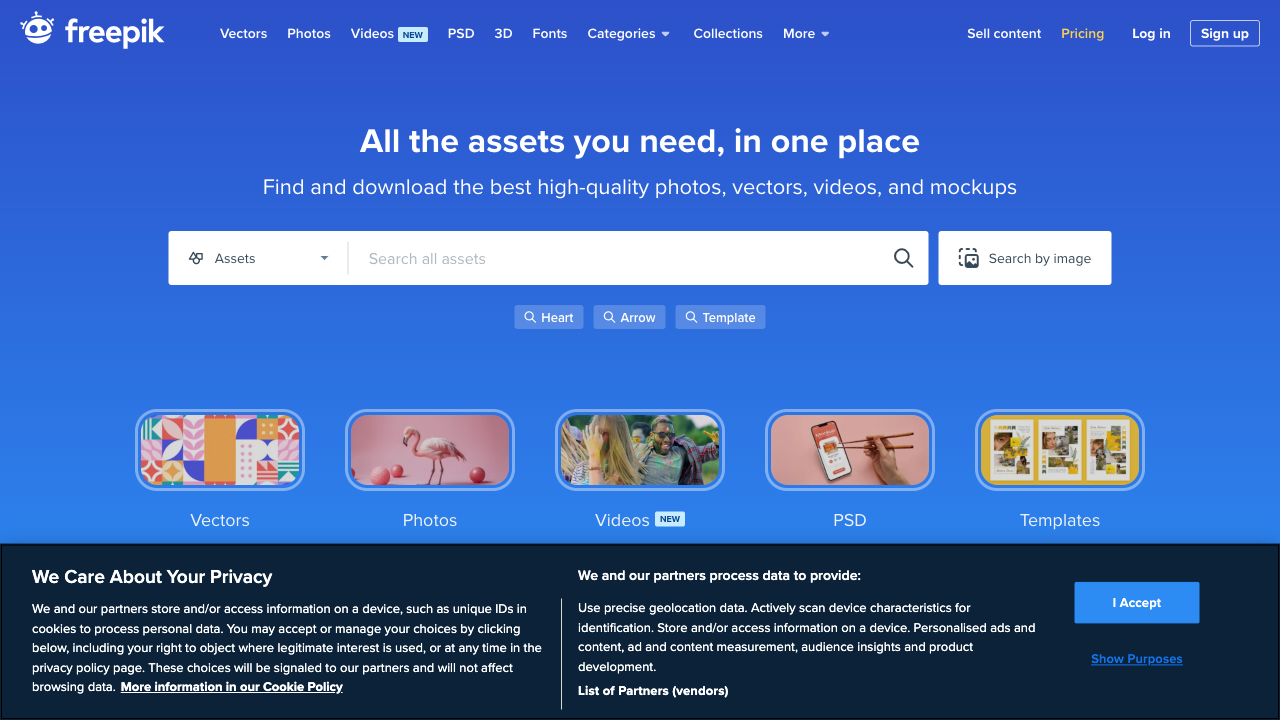 freepik
Vectors
Photos
Videos NEW
PSD
3D
Fonts
Categories
Collections
More
Sell content
Pricing
Log in
Sign up
All the assets you need, in one place
Find and download the best high-quality photos, vectors, videos, and mockups
Assets
Search all assets
Search by image
Heart
Arrow
Template
Vectors
Photos
Videos NEW
PSD
Templates
We Care About Your Privacy
We and our partners store and/or access information on a device, such as unique IDs in
cookies to process personal data. You may accept or manage your choices by clicking
below, including your right to object where legitimate interest is used, or at any time in the
privacy policy page. These choices will be signaled to our partners and will not affect
browsing data. More information in our Cookie Policy
We and our partners process data to provide:
Use precise geolocation data. Actively scan device characteristics for
identification. Store and/or access information on a device. Personalised ads and
content, ad and content measurement, audience insights and product
development.
List of Partners (vendors)
I Accept
Show Purposes